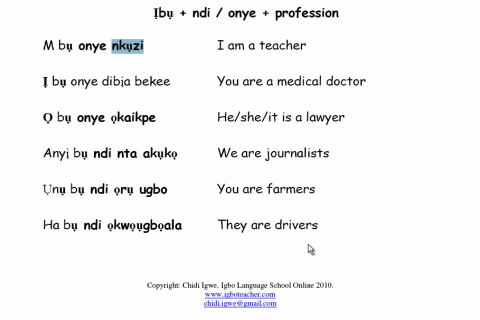 Ịbụ + ndi / onye + profession
M bụ onye nkụzi I am a teacher
Ị bụ onye dibịa bekee You are a medical doctor
Ọ bụ onye ọkaikpe He/she/it is a lawyer
Anyị bụ ndi nta akụkọ We are journalists
Ụnụ bụ ndi ọrụ ugbo You are farmers
Ha bụ ndi ọkwọụgbọala They are drivers
Copyright: Chidi Igwe. Igbo Language School Online 2010.
www.igboteacher.com
chidi.igwe@gmail.com